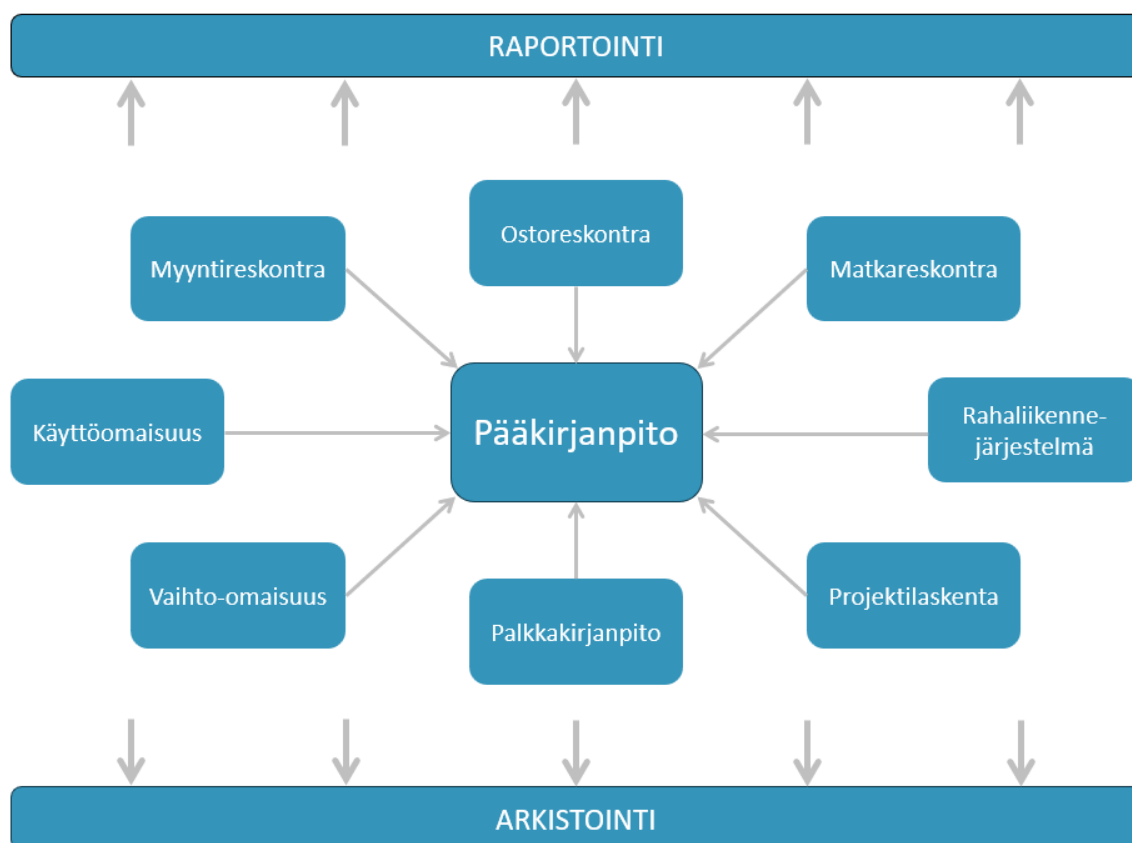 RAPORTOINTI
Ostoreskontra
Myyntireskontra
Matkareskontra
Käyttöomaisuus
Pääkirjanpito
Rahaliikenne-
järjestelmä
Vaihto-omaisuus
Palkkakirjanpito
Projektilaskenta
ARKISTOINTI